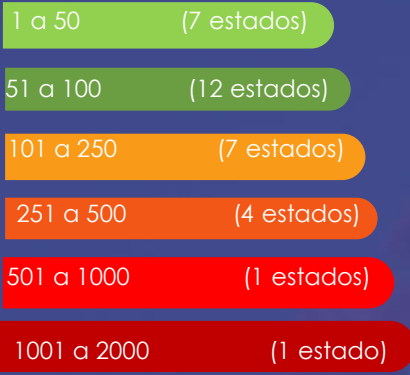 1 a 50 (7 estados)
51 a 100 (12 estados)
101 a 250 (7 estados)
251 a 500 (4 estados)
501 a 1000 (1 estados)
1001 a 2000 (1 estado)